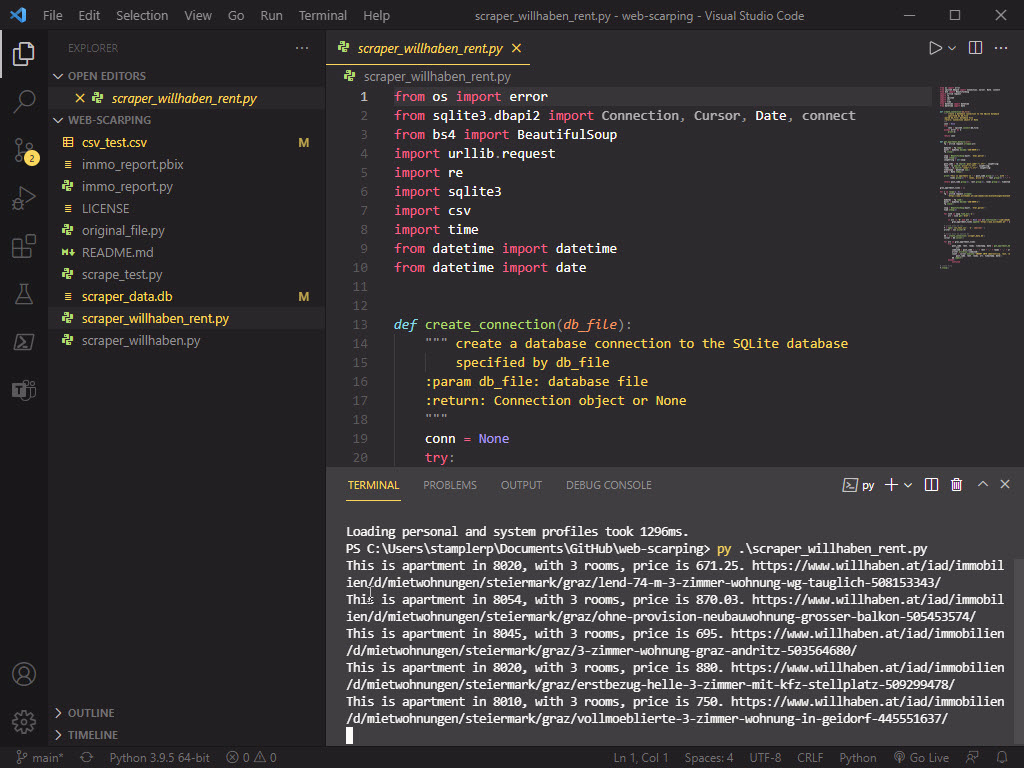 File Edit Selection View Go Run Terminal Help scraper_willhaben_rent.py - web-scarping - Visual Studio Code
EXPLORER
OPEN EDITORS
scraper_willhaben_rent.py
WEB-SCARPING
csv_test.csv M
immo_report.pbix
immo_report.py
LICENSE
original_file.py
README.md
scrape_test.py
scraper_data.db M
scraper_willhaben_rent.py
scraper_willhaben.py
OUTLINE
TIMELINE
2
scraper_willhaben_rent.py
scraper_willhaben_rent.py
1 from os import error
2 from sqlite3.dbapi2 import Connection, Cursor, Date, connect
3 from bs4 import BeautifulSoup
4 import urllib.request
5 import re
6 import sqlite3
7 import csv
8 import time
9 from datetime import datetime
10 from datetime import date
11
12
13 def create_connection(db_file):
14 """ create a database connection to the SQLite database
15 specified by db_file
16 :param db_file: database file
17 :return: Connection object or None
18 """
19 conn = None
20 try:
TERMINAL PROBLEMS OUTPUT DEBUG CONSOLE py
Loading personal and system profiles took 1296ms.
PS C:\Users\stamplerp\Documents\GitHub\web-scarping> py .\scraper_willhaben_rent.py
This is apartment in 8020, with 3 rooms, price is 671.25. https://www.willhaben.at/iad/immobil
ien/d/mietwohnungen/steiermark/graz/lend-74-m-3-zimmer-wohnung-wg-tauglich-508153343/
This is apartment in 8054, with 3 rooms, price is 870.03. https://www.willhaben.at/iad/immobil
ien/d/mietwohnungen/steiermark/graz/ohne-provision-neubauwohnung-grosser-balkon-505453574/
This is apartment in 8045, with 3 rooms, price is 695. https://www.willhaben.at/iad/immobilien
/d/mietwohnungen/steiermark/graz/3-zimmer-wohnung-graz-andritz-503564680/
This is apartment in 8020, with 3 rooms, price is 880. https://www.willhaben.at/iad/immobilien
/d/mietwohnungen/steiermark/graz/erstbezug-helle-3-zimmer-mit-kfz-stellplatz-509299478/
This is apartment in 8010, with 3 rooms, price is 750. https://www.willhaben.at/iad/immobilien
/d/mietwohnungen/steiermark/graz/vollmoeblierte-3-zimmer-wohnung-in-geidorf-445551637/
main* Python 3.9.5 64-bit 0 0 Ln 1, Col 1 Spaces: 4 UTF-8 CRLF Python Go Live